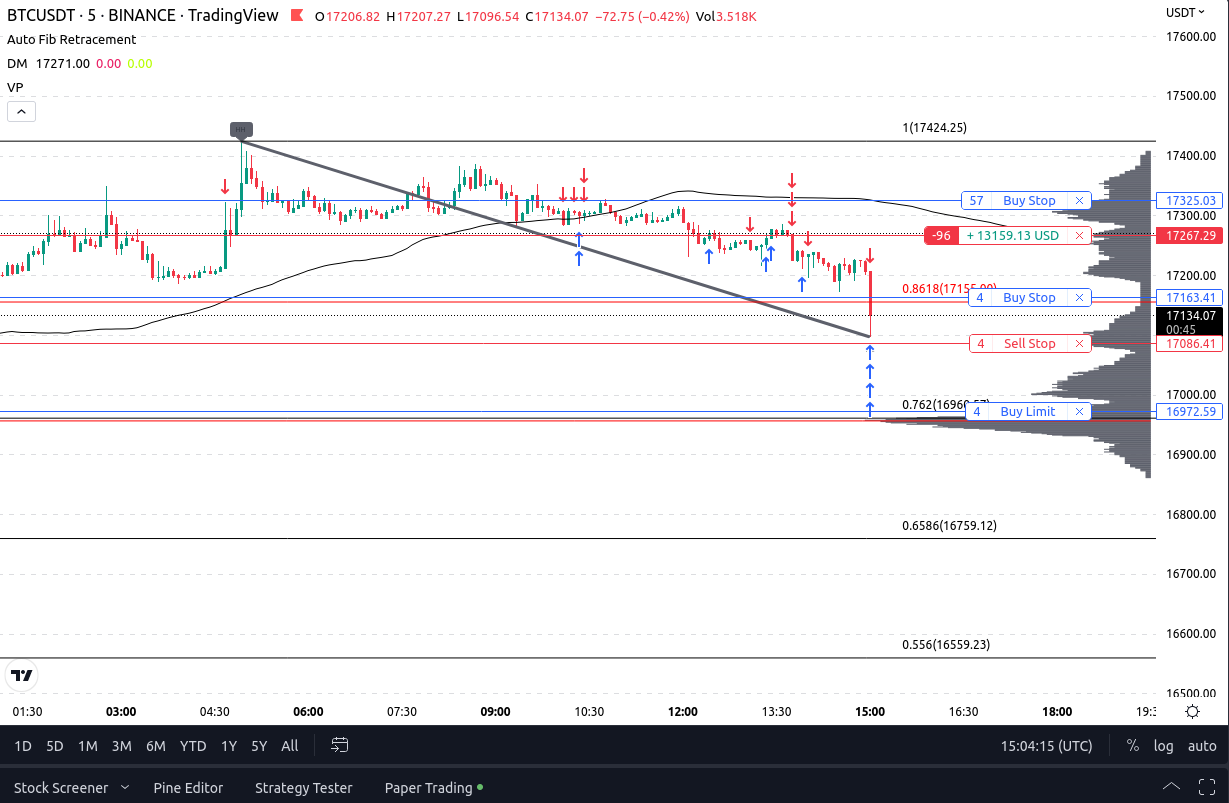 BTCUSDT · 5 · BINANCE · TradingView O17206.82 H17207.27 L17096.54 C17134.07 −72.75 (−0.42%) Vol3.518K
USDT
Auto Fib Retracement
DM 17271.00 0.00 0.00
VP
17600.00
17500.00
1(17424.25)
17400.00
57 Buy Stop 17325.03
17300.00
-96 + 13159.13 USD 17267.29
17200.00
0.8618(17155.00)
4 Buy Stop 17163.41
17134.07
00:45
4 Sell Stop 17086.41
17000.00
0.762(16960.57)
4 Buy Limit 16972.59
16900.00
16800.00
0.6586(16759.12)
16700.00
16600.00
0.556(16559.23)
16500.00
01:30 03:00 04:30 06:00 07:30 09:00 10:30 12:00 13:30 15:00 16:30 18:00
1D 5D 1M 3M 6M YTD 1Y 5Y All 15:04:15 (UTC) % log auto
Stock Screener Pine Editor Strategy Tester Paper Trading